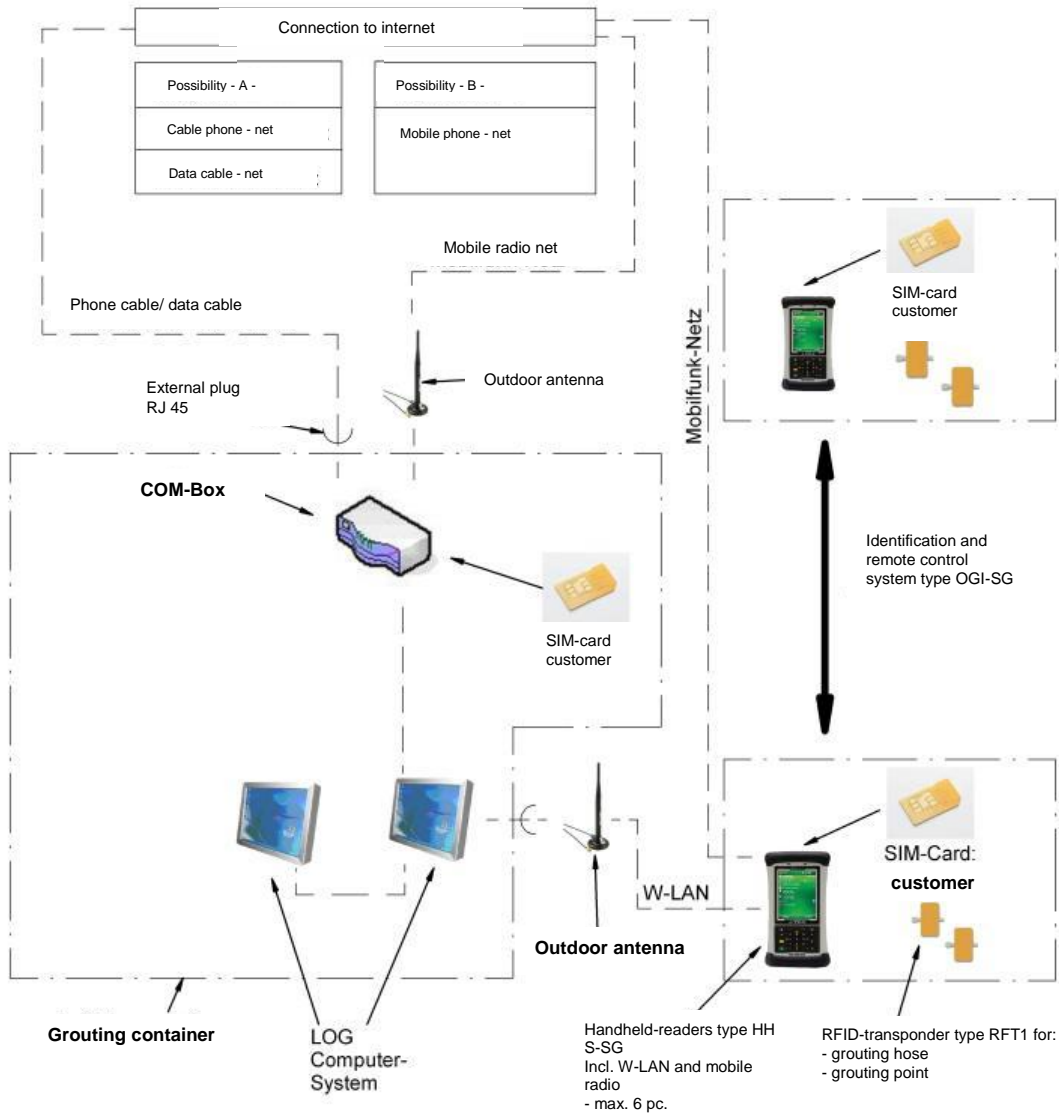 Connection to internet
Possibility - A -
Cable phone - net
Data cable - net
Possibility - B -
Mobile phone - net
Mobile radio net
Phone cable/ data cable
External plug
RJ 45
Outdoor antenna
COM-Box
SIM-card
customer
Mobilfunk-Netz
SIM-card
customer
Identification and
remote control
system type OGI-SG
SIM-Card:
customer
W-LAN
Outdoor antenna
Grouting container
LOG
Computer-
System
Handheld-readers type HH
S-SG
Incl. W-LAN and mobile
radio
- max. 6 pc.
RFID-transponder type RFT1 for:
- grouting hose
- grouting point